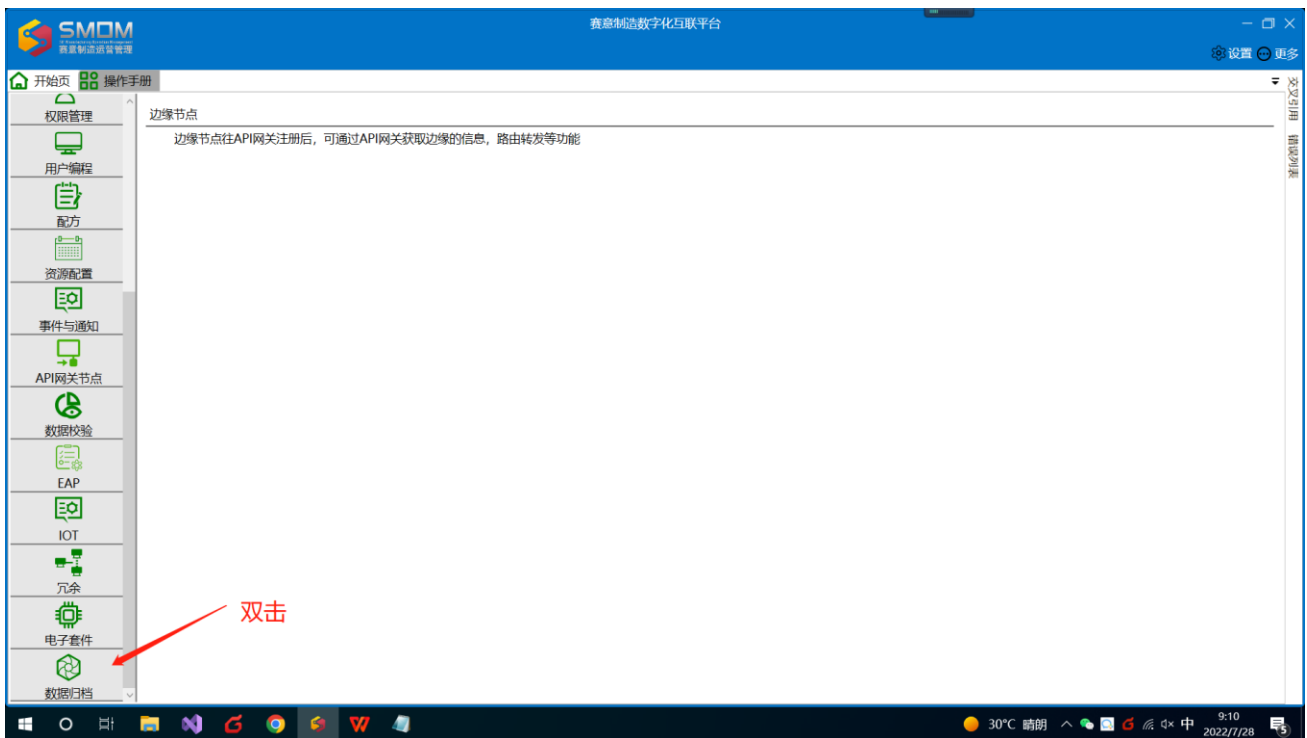 SMOM
赛意制造运营管理
赛意制造数字化互联平台
设置 更多
开始页 操作手册
交叉引用
错误列表
权限管理
用户编程
配方
资源配置
事件与通知
API网关节点
数据校验
EAP
IOT
冗余
电子套件
数据归档
边缘节点
边缘节点往API网关注册后，可通过API网关获取边缘的信息，路由转发等功能
双击
30°C 晴朗
中
9:10
2022/7/28
5